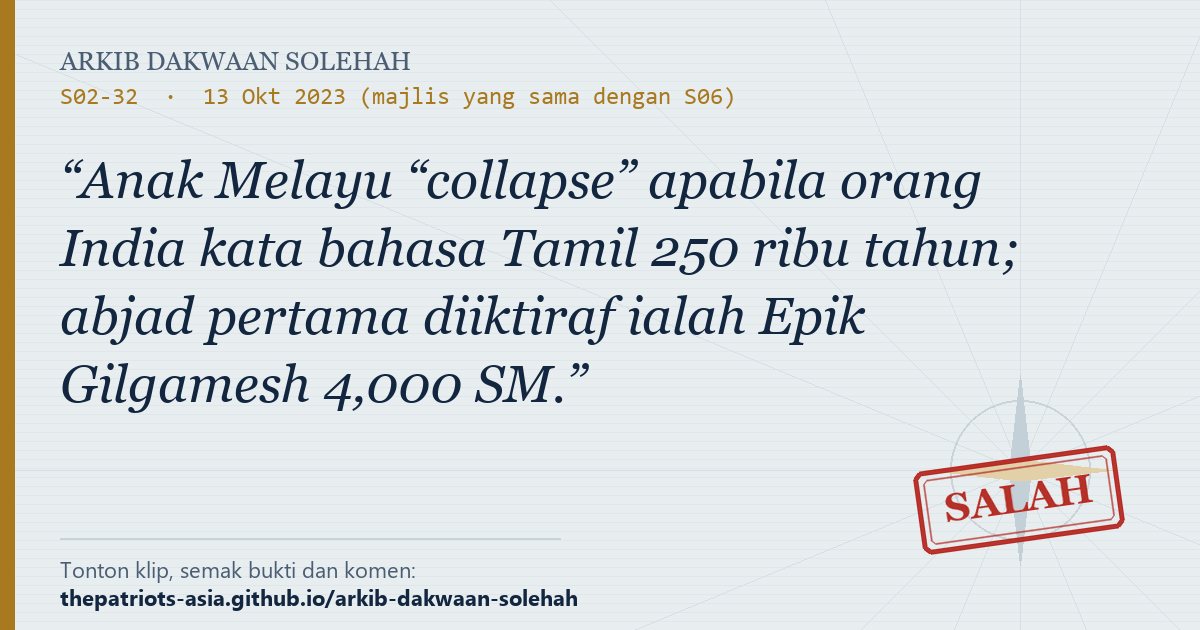 ARKIB DAKWAAN SOLEHAH
S02-32 · 13 Okt 2023 (majlis yang sama dengan S06)
“Anak Melayu “collapse” apabila orang
India kata bahasa Tamil 250 ribu tahun;
abjad pertama diiktiraf ialah Epik
Gilgamesh 4,000 SM.”
SALAH
Tonton klip, semak bukti dan komen:
thepatriots-asia.github.io/arkib-dakwaan-solehah